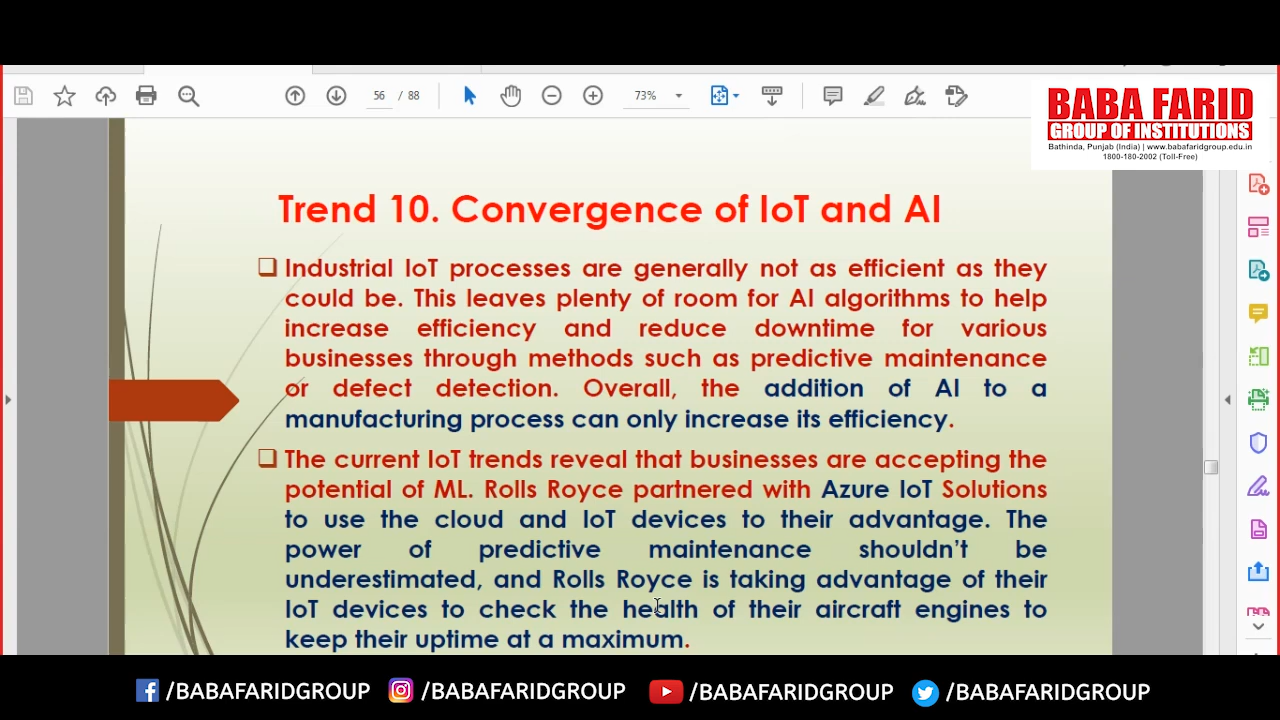 56 / 88
73%
BABA FARID
GROUP OF INSTITUTIONS
Bathinda, Punjab (India) | www.babafaridgroup.edu.in
1800-180-2002 (Toll-Free)
Trend 10. Convergence of IoT and AI
Industrial IoT processes are generally not as efficient as they
could be. This leaves plenty of room for AI algorithms to help
increase efficiency and reduce downtime for various
businesses through methods such as predictive maintenance
or defect detection. Overall, the addition of AI to a
manufacturing process can only increase its efficiency.
The current IoT trends reveal that businesses are accepting the
potential of ML. Rolls Royce partnered with Azure IoT Solutions
to use the cloud and IoT devices to their advantage. The
power of predictive maintenance shouldn't be
underestimated, and Rolls Royce is taking advantage of their
IoT devices to check the health of their aircraft engines to
keep their uptime at a maximum.
/BABAFARIDGROUP /BABAFARIDGROUP /BABAFARIDGROUP /BABAFARIDGROUP